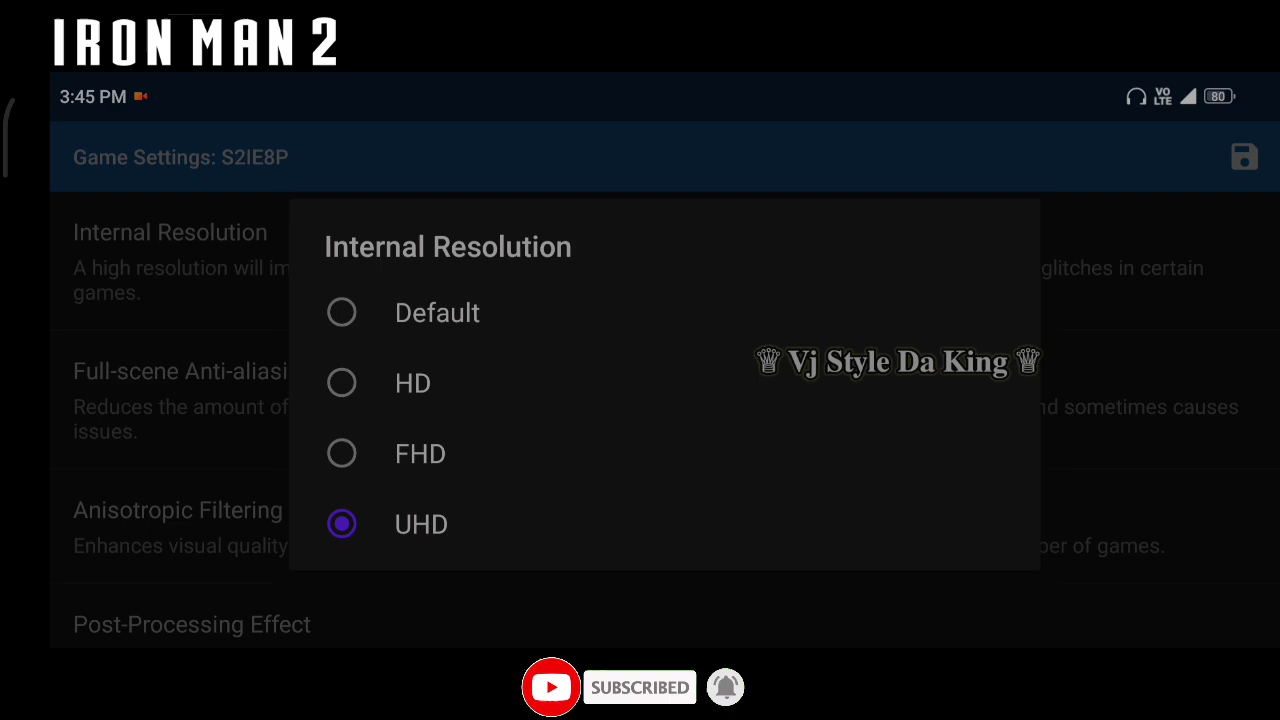 IRON MAN 2
3:45 PM
VO
LTE
80
Game Settings: S2IE8P
Internal Resolution
A high resolution will im
glitches in certain
games.
Internal Resolution
Default
HD
FHD
UHD
♕ Vj Style Da King ♕
Full-scene Anti-aliasi
Reduces the amount of
nd sometimes causes
issues.
Anisotropic Filtering
Enhances visual quality
ber of games.
Post-Processing Effect
SUBSCRIBED